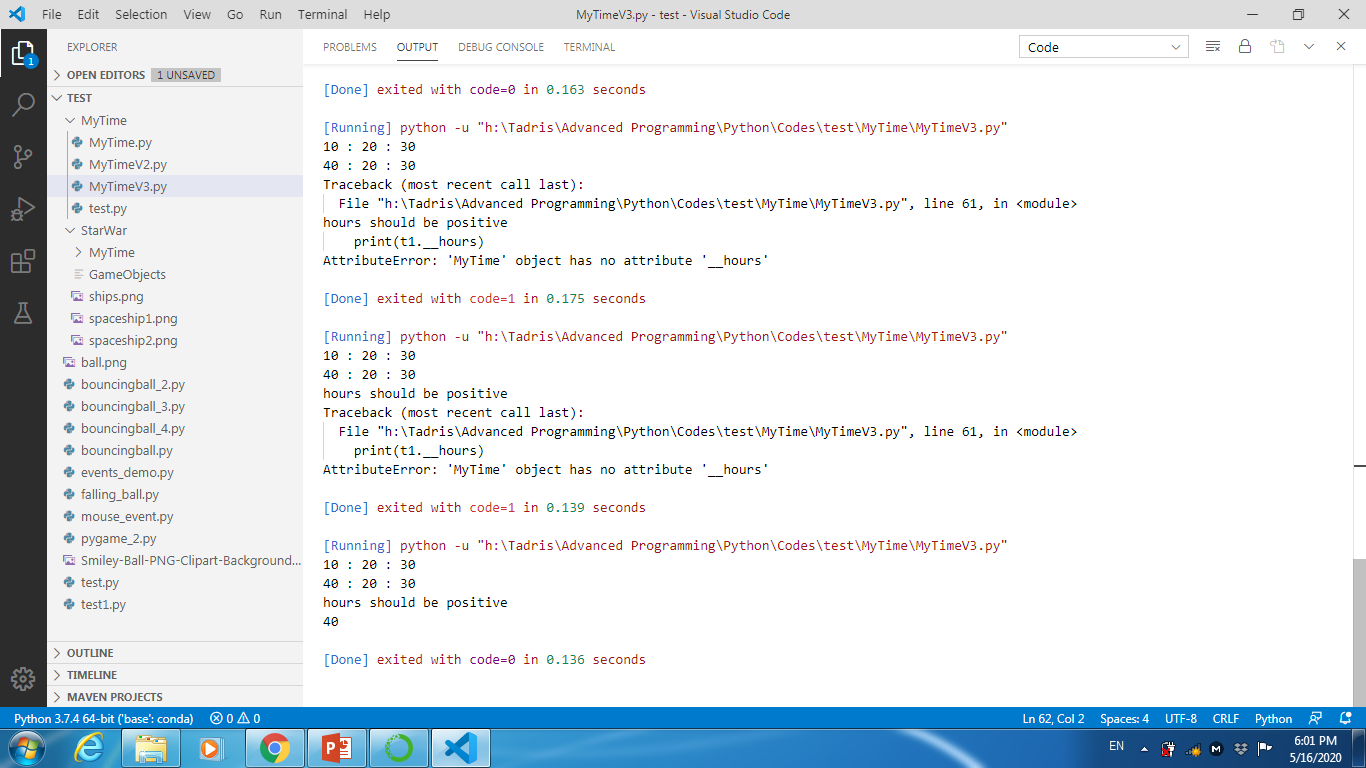 File Edit Selection View Go Run Terminal Help MyTimeV3.py - test - Visual Studio Code
EXPLORER
1
OPEN EDITORS 1 UNSAVED
TEST
MyTime
MyTime.py
MyTimeV2.py
MyTimeV3.py
test.py
StarWar
MyTime
GameObjects
ships.png
spaceship1.png
spaceship2.png
ball.png
bouncingball_2.py
bouncingball_3.py
bouncingball_4.py
bouncingball.py
events_demo.py
falling_ball.py
mouse_event.py
pygame_2.py
Smiley-Ball-PNG-Clipart-Background...
test.py
test1.py
OUTLINE
TIMELINE
MAVEN PROJECTS
PROBLEMS OUTPUT DEBUG CONSOLE TERMINAL Code
[Done] exited with code=0 in 0.163 seconds
[Running] python -u "h:\Tadris\Advanced Programming\Python\Codes\test\MyTime\MyTimeV3.py"
10 : 20 : 30
40 : 20 : 30
Traceback (most recent call last):
File "h:\Tadris\Advanced Programming\Python\Codes\test\MyTime\MyTimeV3.py", line 61, in <module>
hours should be positive
print(t1.__hours)
AttributeError: 'MyTime' object has no attribute '__hours'
[Done] exited with code=1 in 0.175 seconds
[Running] python -u "h:\Tadris\Advanced Programming\Python\Codes\test\MyTime\MyTimeV3.py"
10 : 20 : 30
40 : 20 : 30
hours should be positive
Traceback (most recent call last):
File "h:\Tadris\Advanced Programming\Python\Codes\test\MyTime\MyTimeV3.py", line 61, in <module>
print(t1.__hours)
AttributeError: 'MyTime' object has no attribute '__hours'
[Done] exited with code=1 in 0.139 seconds
[Running] python -u "h:\Tadris\Advanced Programming\Python\Codes\test\MyTime\MyTimeV3.py"
10 : 20 : 30
40 : 20 : 30
hours should be positive
40
[Done] exited with code=0 in 0.136 seconds
Python 3.7.4 64-bit ('base': conda) 0 0 Ln 62, Col 2 Spaces: 4 UTF-8 CRLF Python
EN 6:01 PM
5/16/2020